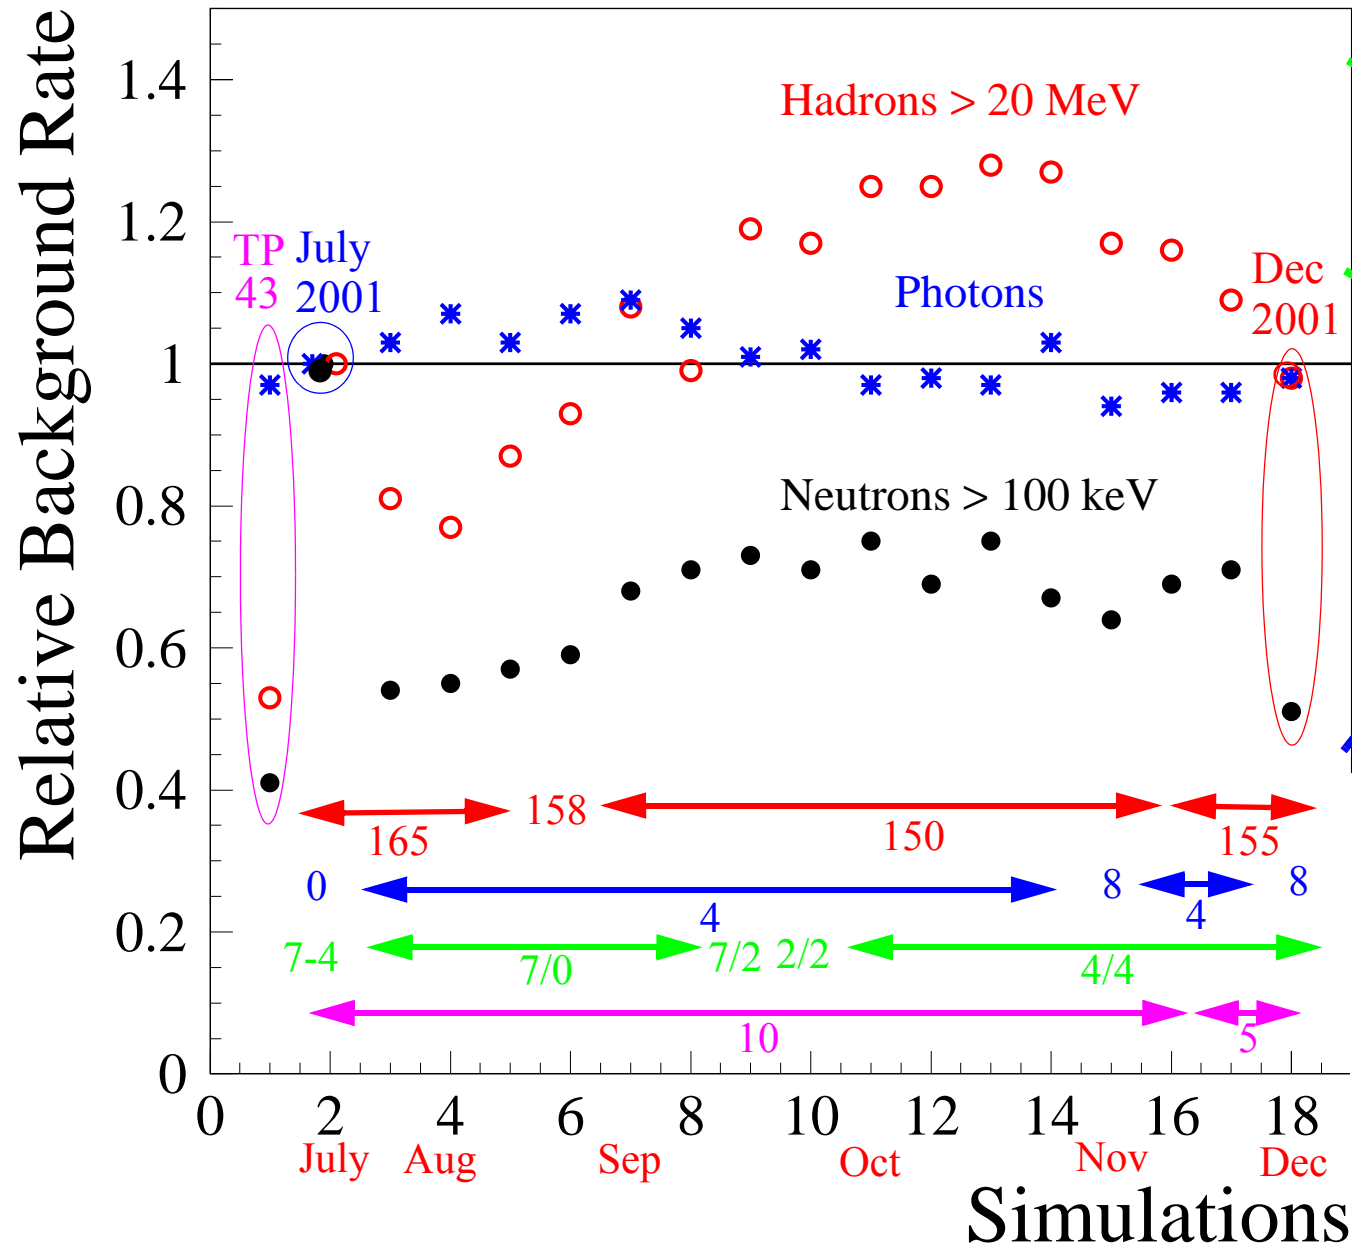 Relative Background Rate
1.4
1.2
1
0.8
0.6
0.4
0.2
0
Hadrons > 20 MeV
TP
43
July
2001
Photons
Dec
2001
Neutrons > 100 keV
165
158
150
155
0
4
8
4
8
7-4
7/0
7/2
2/2
4/4
10
5
0 2 4 6 8 10 12 14 16 18
July Aug Sep Oct Nov Dec
Simulations